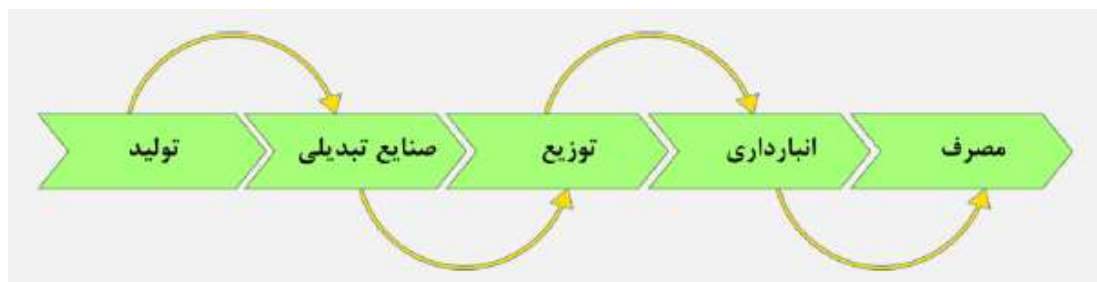 تولید
صنایع تبدیلی
توزیع
انبارداری
مصرف